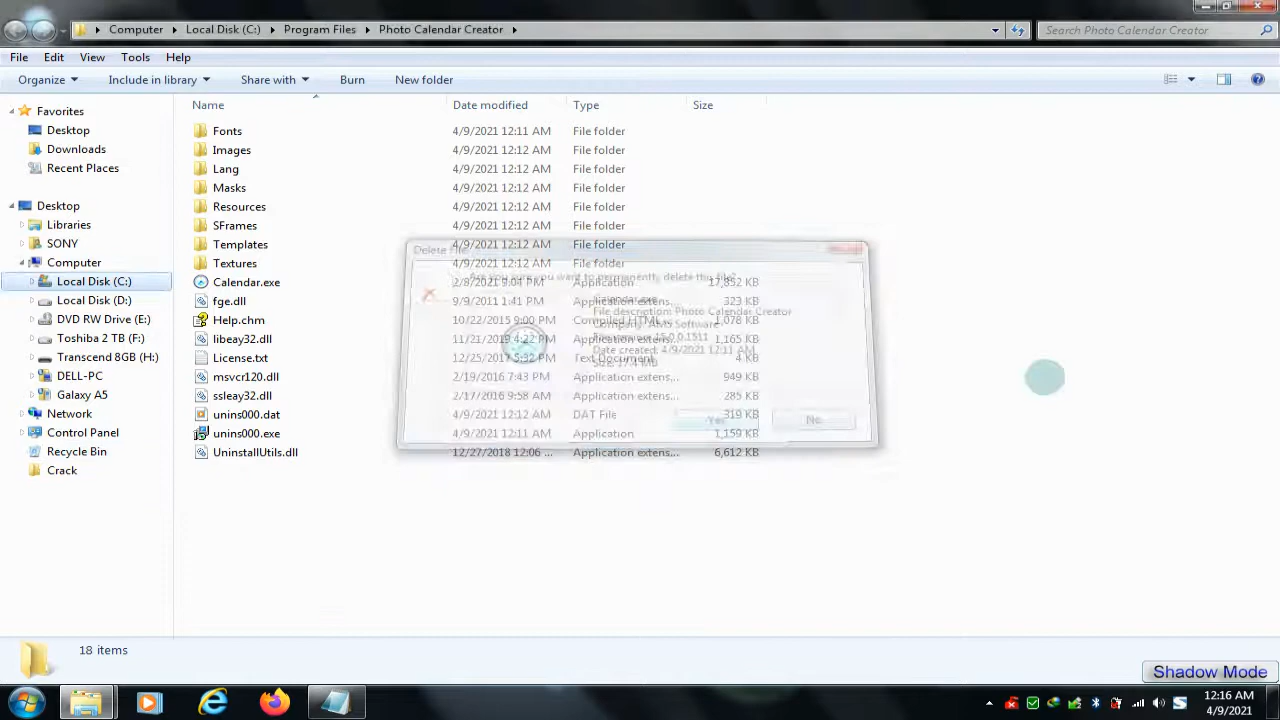 Computer Local Disk (C:) Program Files Photo Calendar Creator
Search Photo Calendar Creator
File Edit View Tools Help
Organize Include in library Share with Burn New folder
Name Date modified Type Size
Favorites
Desktop
Downloads
Recent Places
Desktop
Libraries
SONY
Computer
Local Disk (C:)
Local Disk (D:)
DVD RW Drive (E:)
Toshiba 2 TB (F:)
Transcend 8GB (H:)
DELL-PC
Galaxy A5
Network
Control Panel
Recycle Bin
Crack
Fonts 4/9/2021 12:11 AM File folder
Images 4/9/2021 12:12 AM File folder
Lang 4/9/2021 12:12 AM File folder
Masks 4/9/2021 12:12 AM File folder
Resources 4/9/2021 12:12 AM File folder
SFrames 4/9/2021 12:12 AM File folder
Templates 4/9/2021 12:12 AM File folder
Textures 4/9/2021 12:12 AM File folder
Calendar.exe 2/8/2021 9:04 PM Application 17,852 KB
fge.dll 9/9/2011 1:41 PM Application extens... 323 KB
Help.chm 10/22/2015 9:00 PM Compiled HTML 1,078 KB
libeay32.dll 11/21/2019 4:22 PM Application extens... 1,165 KB
License.txt 12/25/2017 5:32 PM Text Document 4 KB
msvcr120.dll 2/19/2016 7:43 PM Application extens... 949 KB
ssleay32.dll 2/17/2016 9:58 AM Application extens... 285 KB
unins000.dat 4/9/2021 12:12 AM DAT File 319 KB
unins000.exe 4/9/2021 12:11 AM Application 1,159 KB
UninstallUtils.dll 12/27/2018 12:06 ... Application extens... 6,612 KB
Delete File
Are you sure you want to permanently delete this file?
Calendar.exe
File description: Photo Calendar Creator
Company: AMS Software
Date created: 4/9/2021 12:11 AM
Size: 17.4 MB
Yes No
18 items
Shadow Mode
12:16 AM
4/9/2021